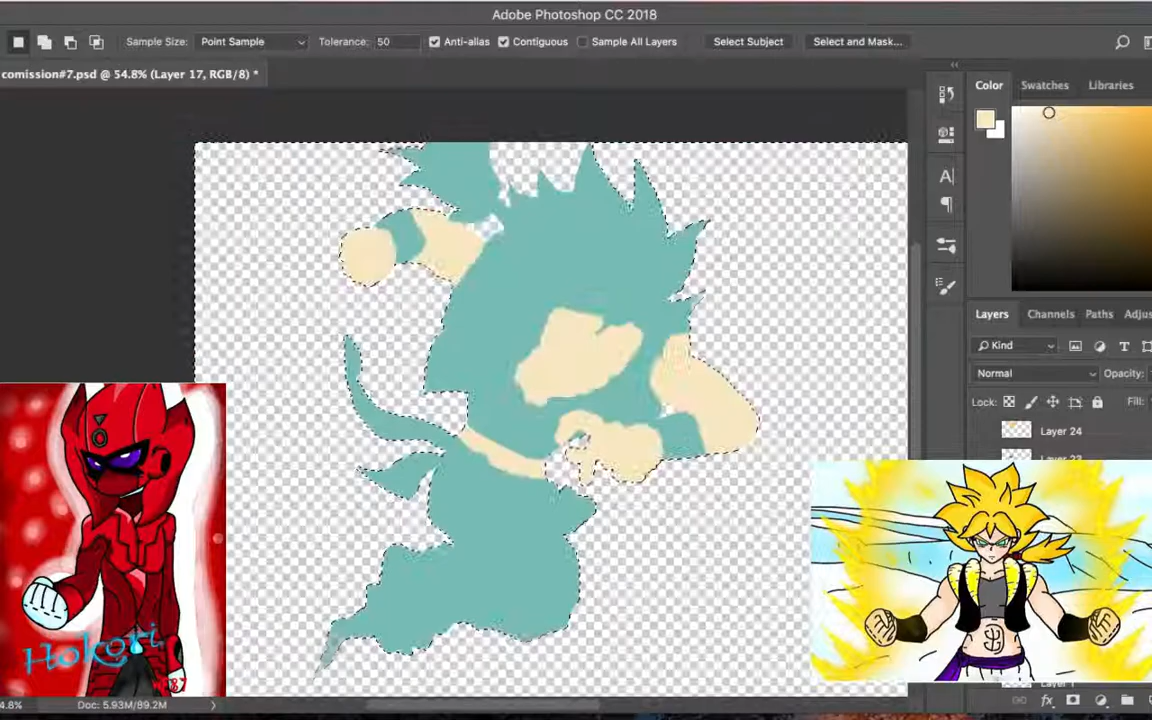 Adobe Photoshop CC 2018
Sample Size: Point Sample Tolerance: 50 Anti-alias Contiguous Sample All Layers Select Subject Select and Mask...
comission#7.psd @ 54.8% (Layer 17, RGB/8) *
Color Swatches Libraries
Layers Channels Paths Adjus
Kind
Normal Opacity:
Lock: Fill:
Layer 24
Layer 23
Hokori
Layer 1
4.8% Doc: 5.93M/89.2M